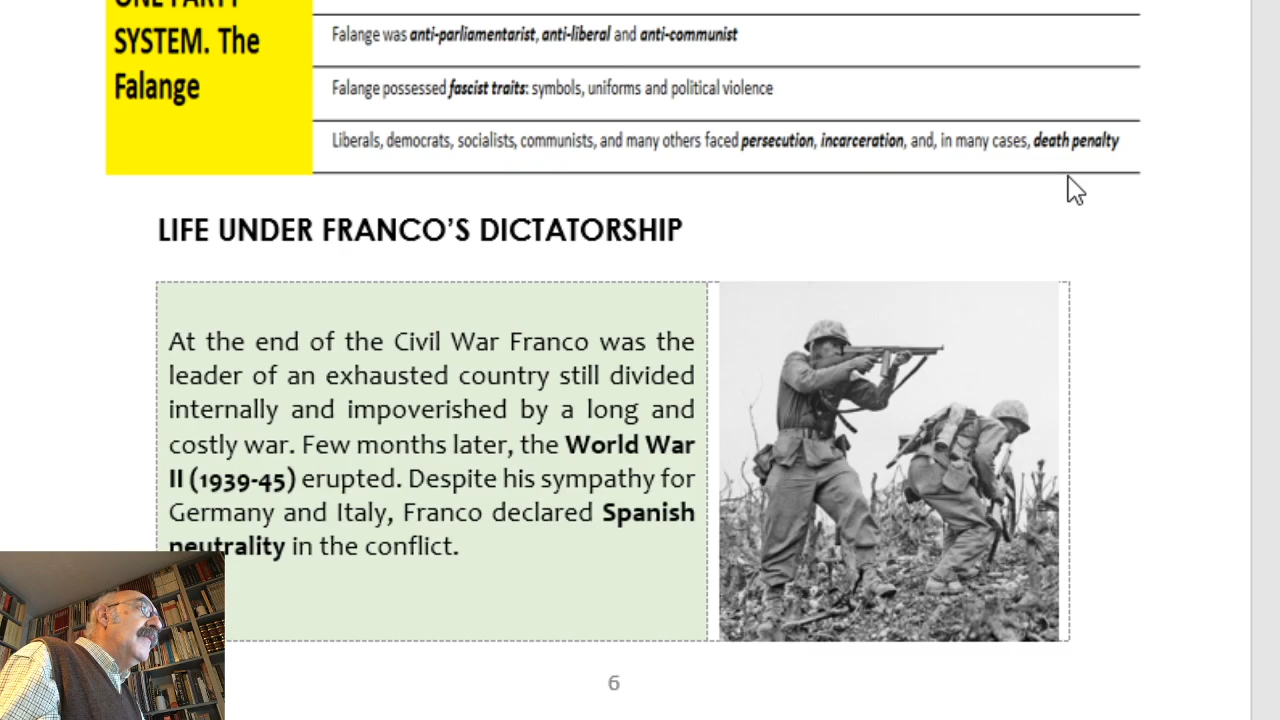 ONE PARTY
SYSTEM. The
Falange
Falange was anti-parliamentarist, anti-liberal and anti-communist
Falange possessed fascist traits: symbols, uniforms and political violence
Liberals, democrats, socialists, communists, and many others faced persecution, incarceration, and, in many cases, death penalty
LIFE UNDER FRANCO’S DICTATORSHIP
At the end of the Civil War Franco was the
leader of an exhausted country still divided
internally and impoverished by a long and
costly war. Few months later, the World War
II (1939-45) erupted. Despite his sympathy for
Germany and Italy, Franco declared Spanish
neutrality in the conflict.
6